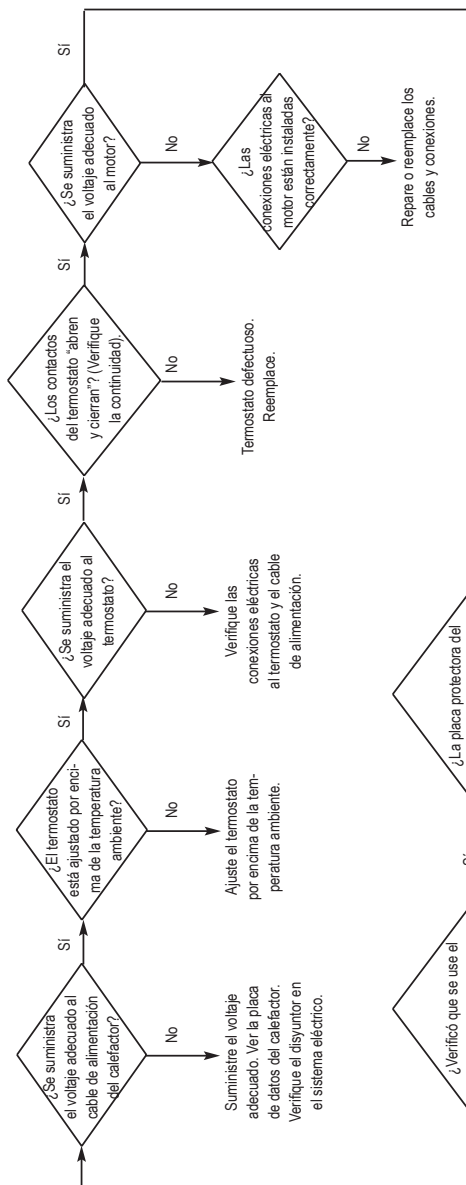 ¿Se suministra
el voltaje adecuado al
cable de alimentación
del calefactor?
Sí
No
Suministre el voltaje
adecuado. Ver la placa
de datos del calefactor.
Verifique el disyuntor en
el sistema eléctrico.
¿El termostato
está ajustado por enci-
ma de la temperatura
ambiente?
Sí
No
Ajuste el termostato
por encima de la tem-
peratura ambiente.
¿Se suministra el
voltaje adecuado al
termostato?
Sí
No
Verifique las
conexiones eléctricas
al termostato y el cable
de alimentación.
¿Los contactos
del termostato “abren
y cierran”? (Verifique
la continuidad).
Sí
No
Termostato defectuoso.
Reemplace.
¿Se suministra
el voltaje adecuado
al motor?
Sí
No
¿Las
conexiones eléctricas al
motor están instaladas
correctamente?
No
Repare o reemplace los
cables y conexiones.
¿Verificó que se use el
Sí
¿La placa protectora del